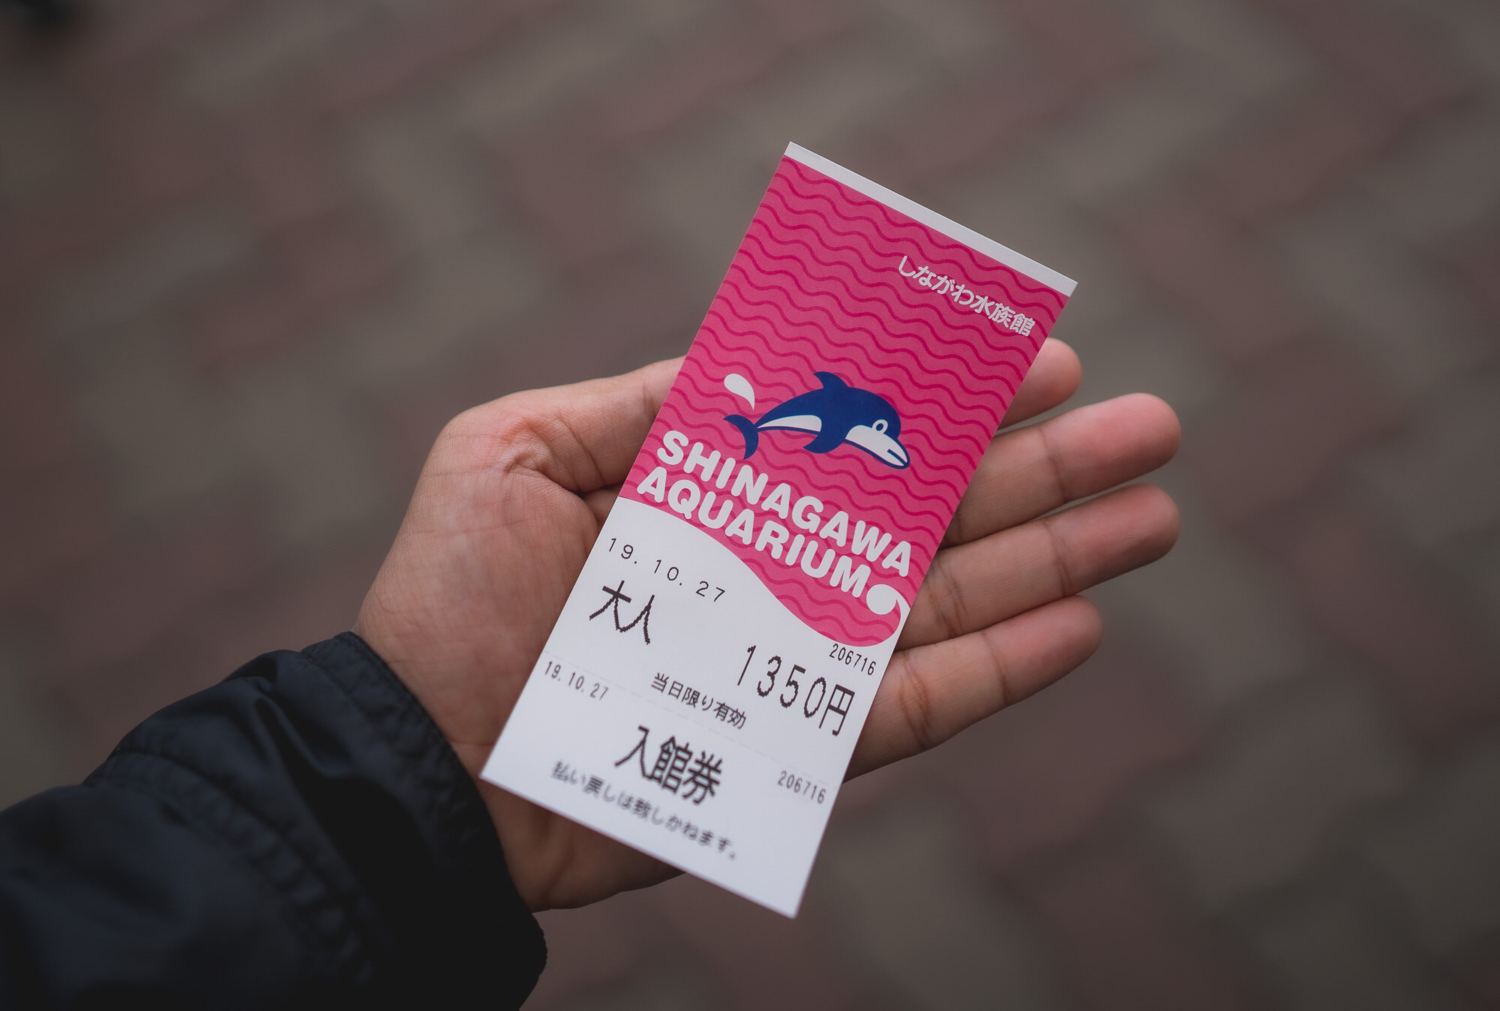 しながわ水族館
SHINAGAWA
AQUARIUM
19.10.27
大人
206716
1350円
当日限り有効
19.10.27
入館券
206716
払い戻しは致しかねます。